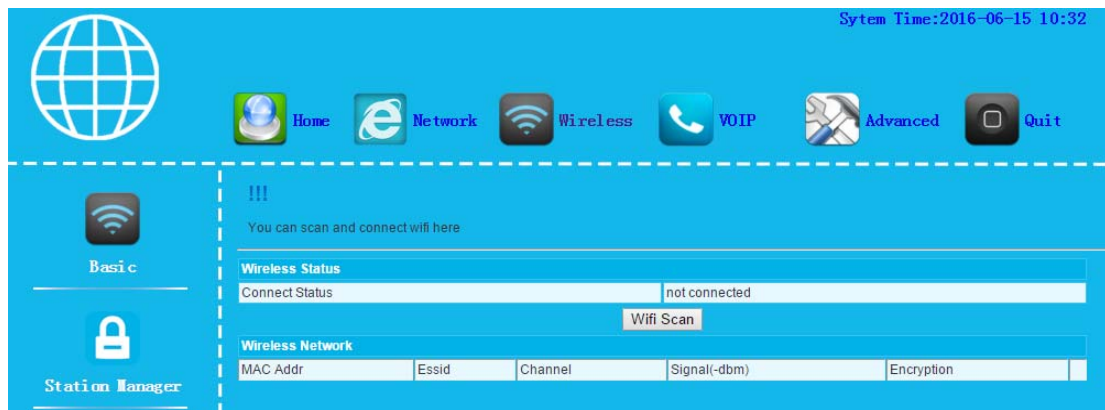 Sytem Time:2016-06-15 10:32
Home Network Wireless VOIP Advanced Quit
Basic
Station Manager
!!!
You can scan and connect wifi here
Wireless Status
Connect Status not connected
Wifi Scan
Wireless Network
MAC Addr Essid Channel Signal(-dbm) Encryption